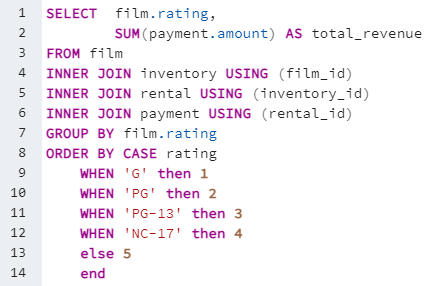 1 SELECT film.rating,
2 SUM(payment.amount) AS total_revenue
3 FROM film
4 INNER JOIN inventory USING (film_id)
5 INNER JOIN rental USING (inventory_id)
6 INNER JOIN payment USING (rental_id)
7 GROUP BY film.rating
8 ORDER BY CASE rating
9 WHEN 'G' then 1
10 WHEN 'PG' then 2
11 WHEN 'PG-13' then 3
12 WHEN 'NC-17' then 4
13 else 5
14 end